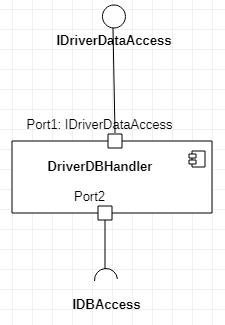 IDriverDataAccess
Port1: IDriverDataAccess
DriverDBHandler
Port2
IDBAccess